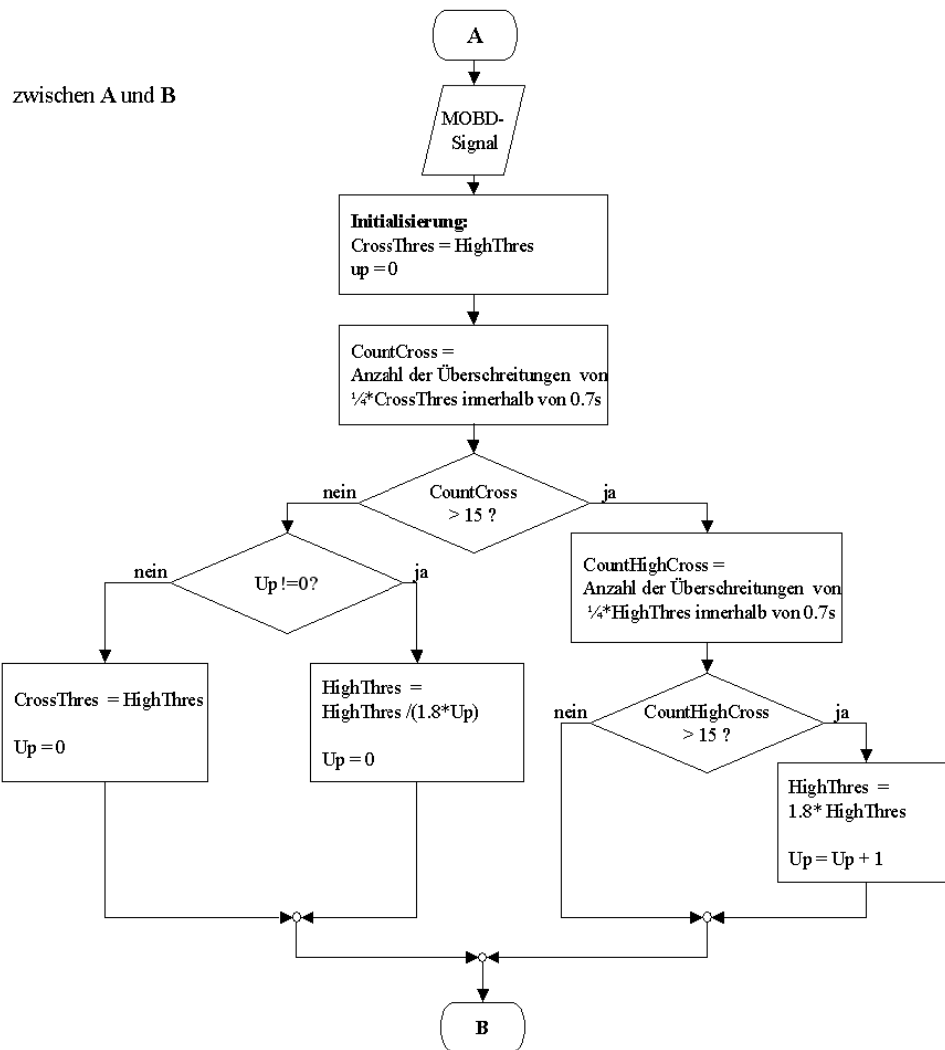 A
zwischen A und B
MOBD-
Signal
Initialisierung:
CrossThres = HighThres
up = 0
CountCross =
Anzahl der Überschreitungen von
¼*CrossThres innerhalb von 0.7s
nein
CountCross
> 15 ?
ja
nein
Up !=0?
ja
CountHighCross =
Anzahl der Überschreitungen von
¼*HighThres innerhalb von 0.7s
CrossThres = HighThres
Up = 0
HighThres =
HighThres /(1.8*Up)
Up = 0
nein
CountHighCross
> 15 ?
ja
HighThres =
1.8* HighThres
Up = Up + 1
B